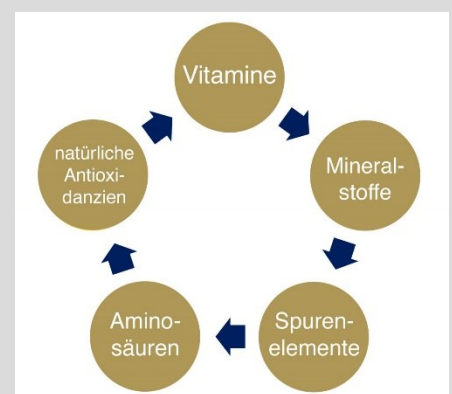 Vitamine
Mineral-
stoffe
Spuren-
elemente
Amino-
säuren
natürliche
Antioxi-
danzien